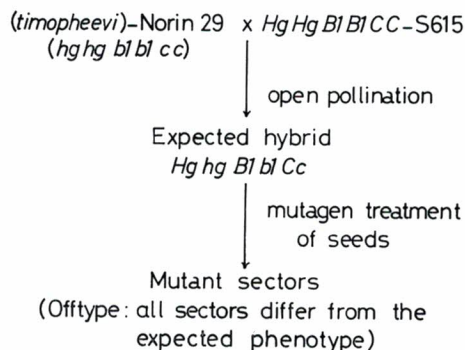 (timopheevi)-Norin 29 x Hg Hg B1 B1 C C-S615
(hg hg b1 b1 cc)
open pollination
Expected hybrid
Hg hg B1 b1 Cc
mutagen treatment
of seeds
Mutant sectors
(Offtype: all sectors differ from the
expected phenotype)